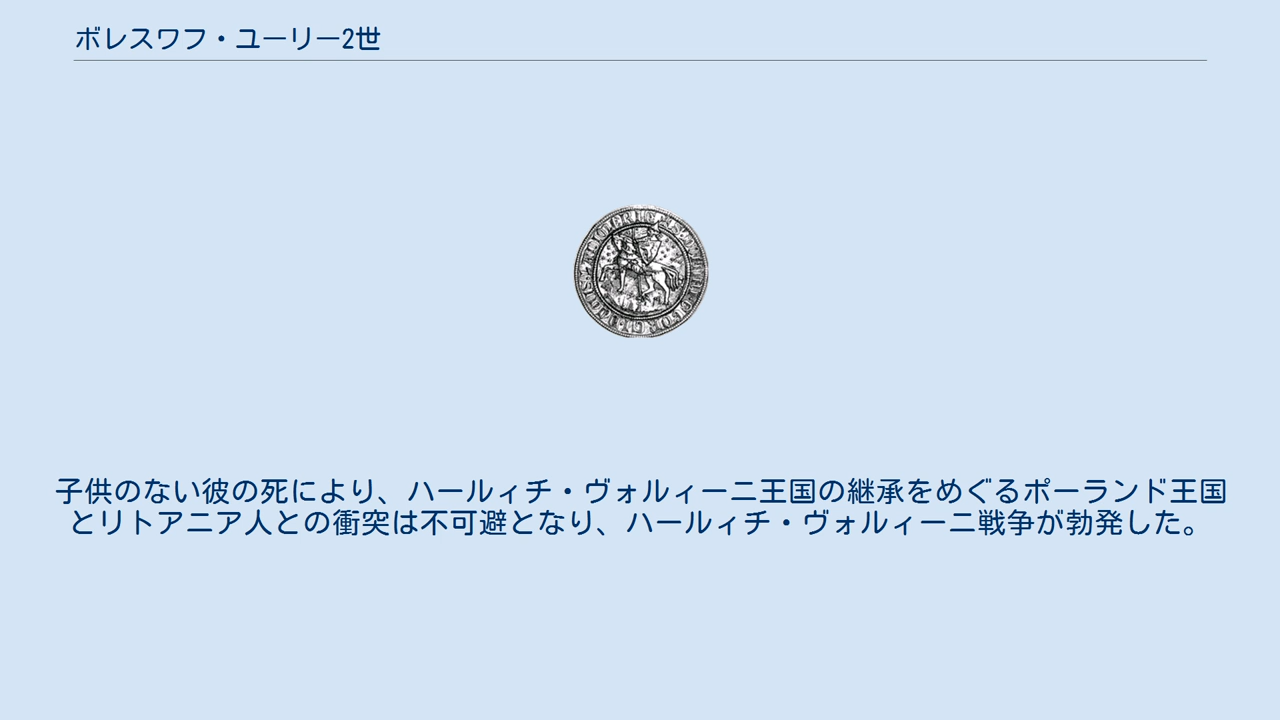 ボレスワフ・ユーリー2世
子供のない彼の死により、ハールィチ・ヴォルィーニ王国の継承をめぐるポーランド王国
とリトアニア人との衝突は不可避となり、ハールィチ・ヴォルィーニ戦争が勃発した。